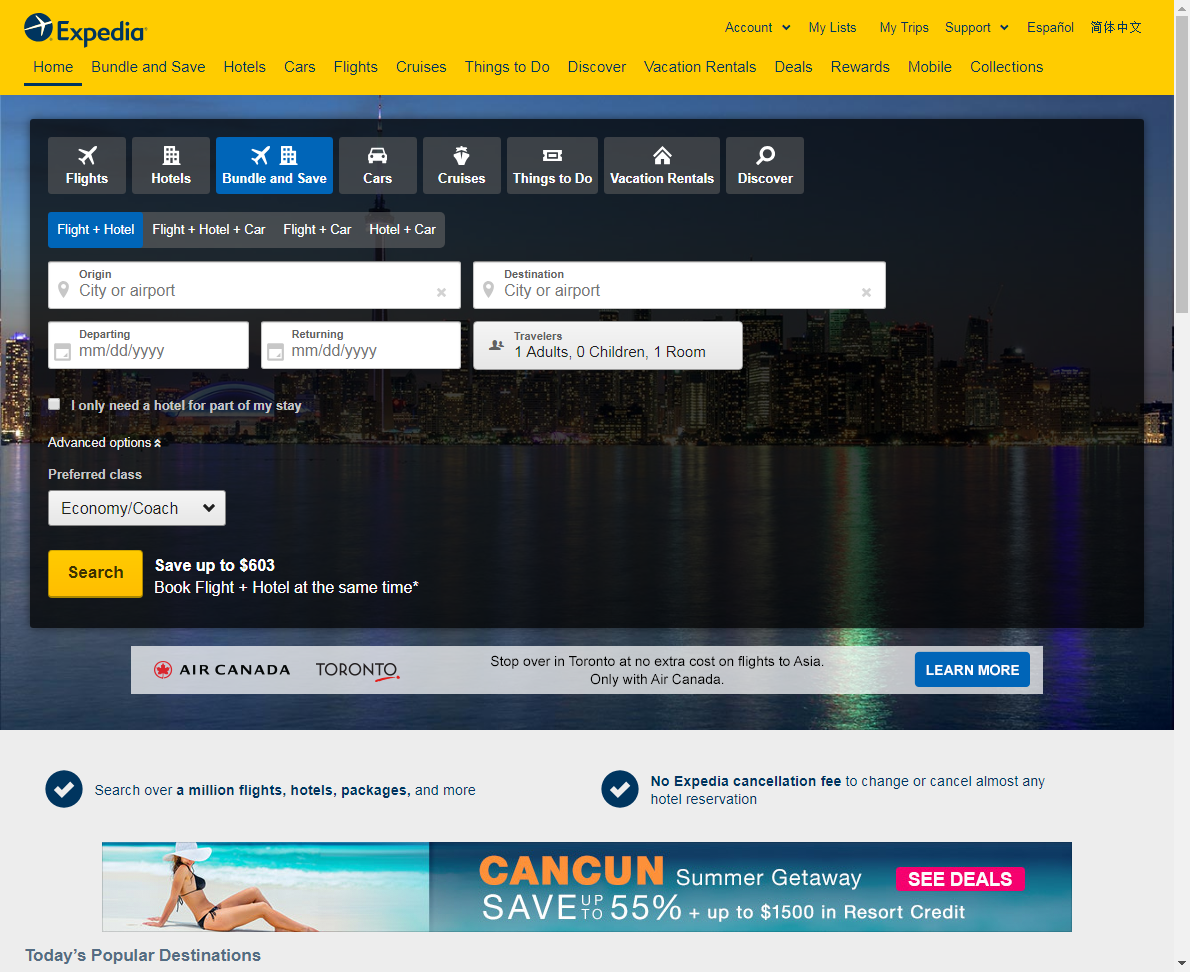 Expedia
Account My Lists My Trips Support Español 简体中文
Home Bundle and Save Hotels Cars Flights Cruises Things to Do Discover Vacation Rentals Deals Rewards Mobile Collections
Flights Hotels Bundle and Save Cars Cruises Things to Do Vacation Rentals Discover
Flight + Hotel Flight + Hotel + Car Flight + Car Hotel + Car
Origin
City or airport
Destination
City or airport
Departing
mm/dd/yyyy
Returning
mm/dd/yyyy
Travelers
1 Adults, 0 Children, 1 Room
I only need a hotel for part of my stay
Advanced options
Preferred class
Economy/Coach
Search
Save up to $603
Book Flight + Hotel at the same time*
AIR CANADA TORONTO
Stop over in Toronto at no extra cost on flights to Asia.
Only with Air Canada.
LEARN MORE
Search over a million flights, hotels, packages, and more
No Expedia cancellation fee to change or cancel almost any
hotel reservation
CANCUN Summer Getaway SEE DEALS
SAVE UP TO 55% + up to $1500 in Resort Credit
Today's Popular Destinations